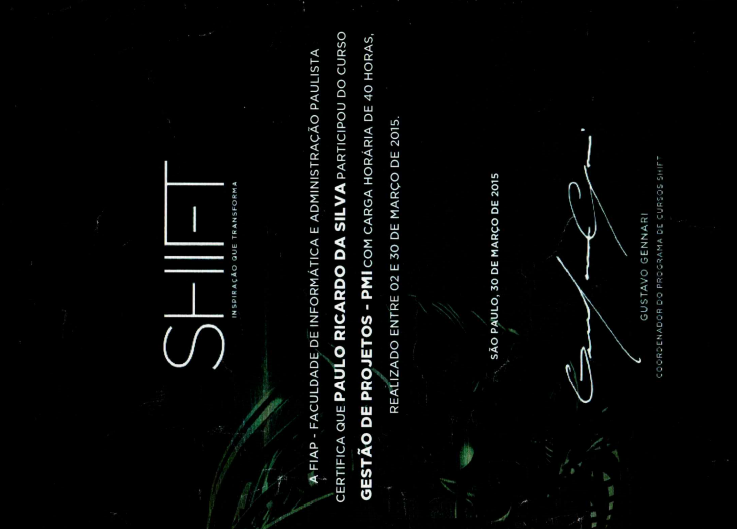 SHIFT
INSPIRAÇÃO QUE TRANSFORMA
A FIAP - FACULDADE DE INFORMÁTICA E ADMINISTRAÇÃO PAULISTA
CERTIFICA QUE PAULO RICARDO DA SILVA PARTICIPOU DO CURSO
GESTÃO DE PROJETOS - PMI COM CARGA HORÁRIA DE 40 HORAS,
REALIZADO ENTRE 02 E 30 DE MARÇO DE 2015.
SÃO PAULO, 30 DE MARÇO DE 2015
GUSTAVO GENNARI
COORDENADOR DO PROGRAMA DE CURSOS SHIFT